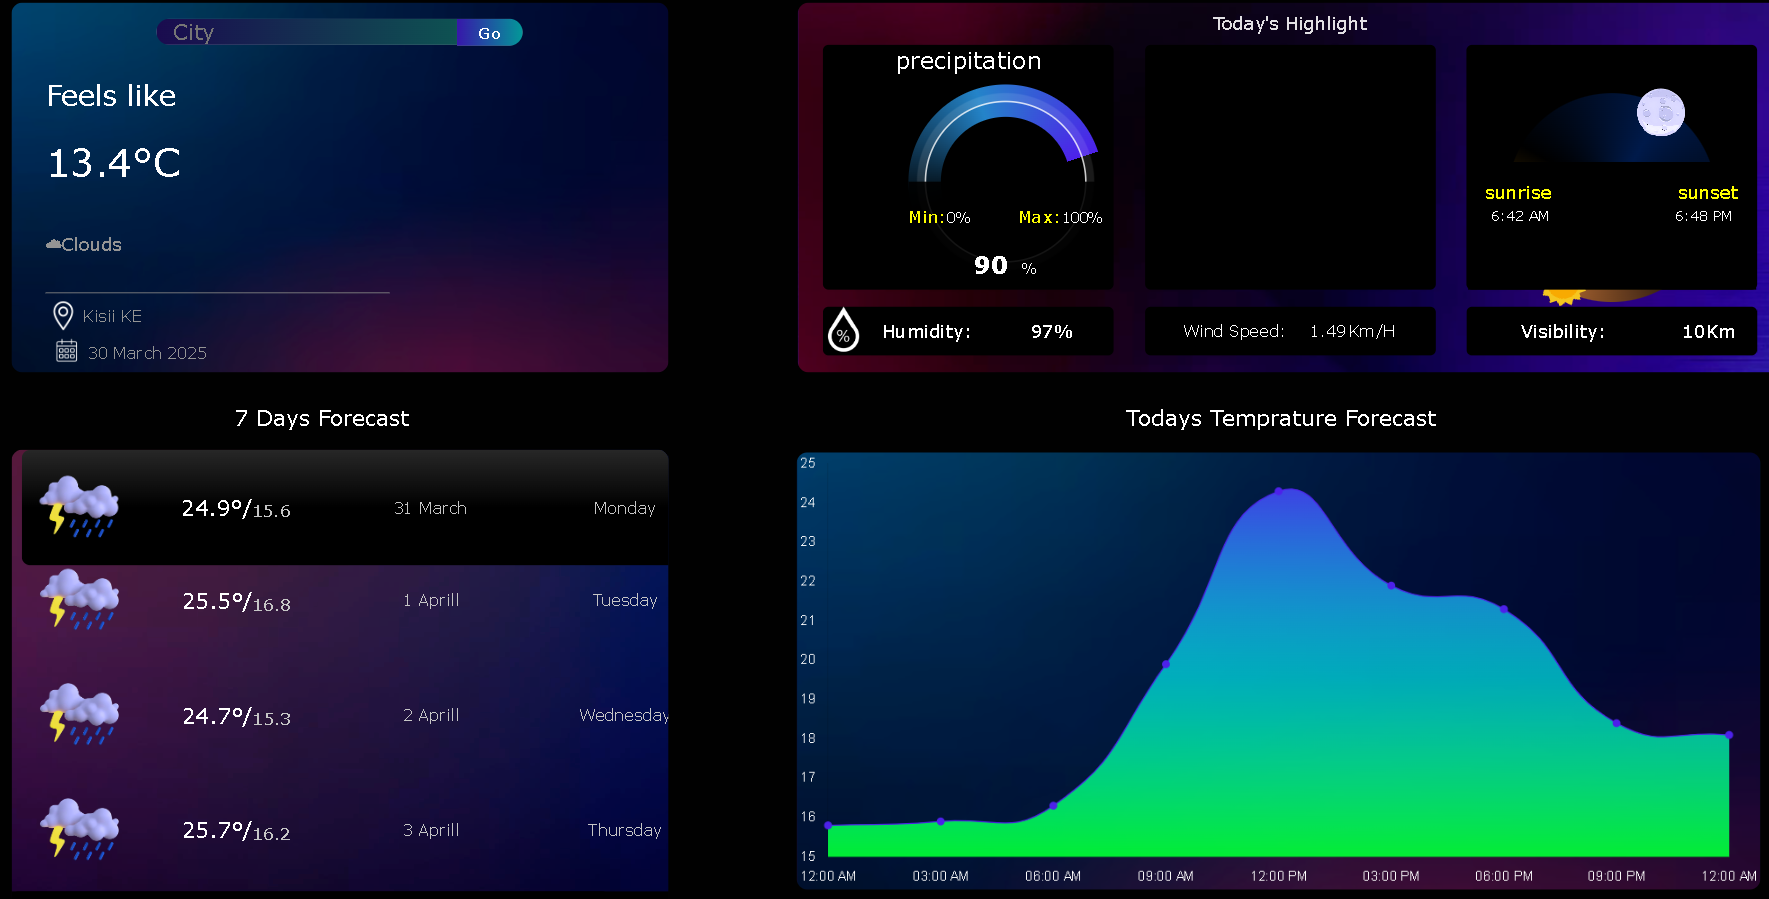 City
Go
Feels like
13.4°C
Clouds
Kisii KE
30 March 2025
Today's Highlight
precipitation
Min:0% Max:100%
90 %
sunrise sunset
6:42 AM 6:48 PM
% Humidity: 97%
Wind Speed: 1.49Km/H
Visibility: 10Km
7 Days Forecast
24.9°/15.6 31 March Monday
25.5°/16.8 1 Aprill Tuesday
24.7°/15.3 2 Aprill Wednesday
25.7°/16.2 3 Aprill Thursday
Todays Temprature Forecast
25
24
23
22
21
20
19
18
17
16
15
12:00 AM 03:00 AM 06:00 AM 09:00 AM 12:00 PM 03:00 PM 06:00 PM 09:00 PM 12:00 AM